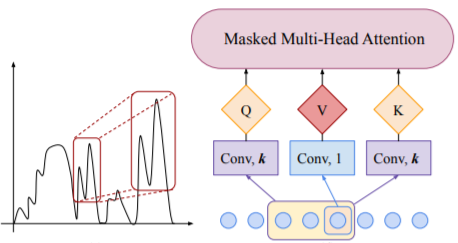 Masked Multi-Head Attention
Q V K
Conv, k Conv, 1 Conv, k